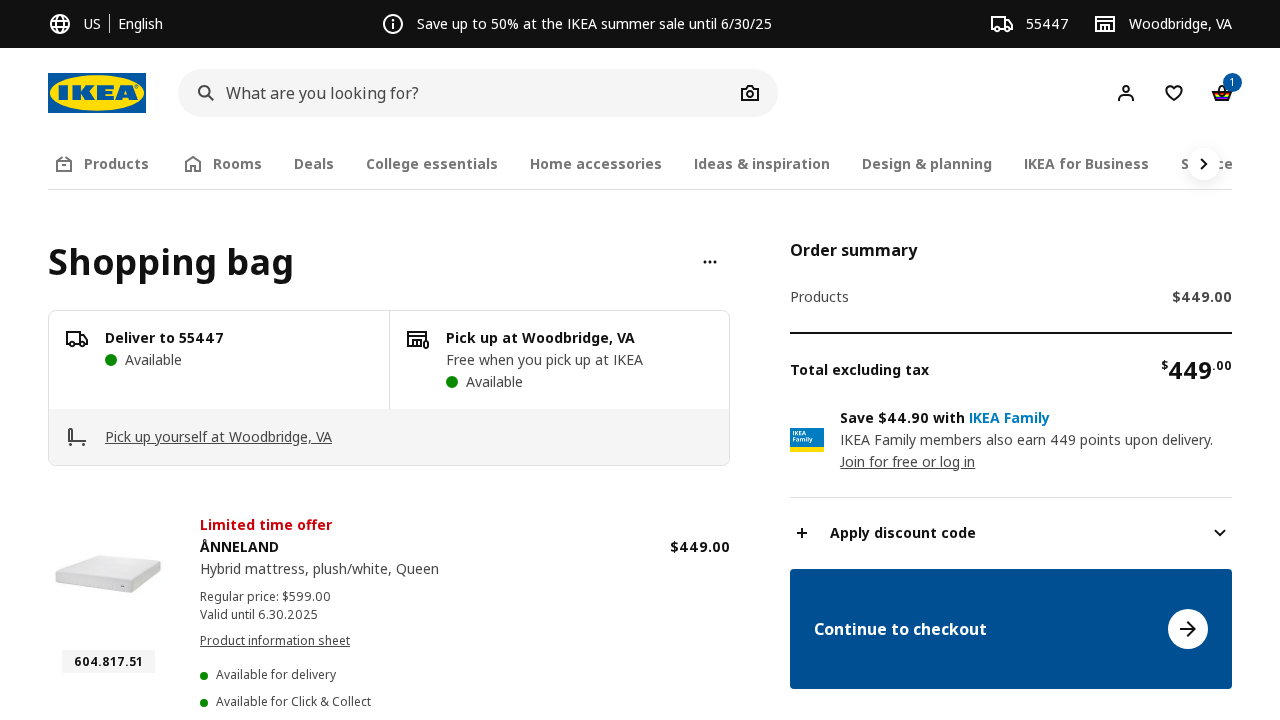 US English
Save up to 50% at the IKEA summer sale until 6/30/25
55447
Woodbridge, VA
IKEA
What are you looking for?
1
Products
Rooms
Deals
College essentials
Home accessories
Ideas & inspiration
Design & planning
IKEA for Business
Shopping bag
Deliver to 55447
Available
Pick up at Woodbridge, VA
Free when you pick up at IKEA
Available
Pick up yourself at Woodbridge, VA
Limited time offer
ÅNNELAND
$449.00
Hybrid mattress, plush/white, Queen
Regular price: $599.00
Valid until 6.30.2025
Product information sheet
604.817.51
Available for delivery
Available for Click & Collect
Order summary
Products $449.00
Total excluding tax $449.00
Save $44.90 with IKEA Family
IKEA Family
IKEA Family members also earn 449 points upon delivery.
Join for free or log in
Apply discount code
Continue to checkout